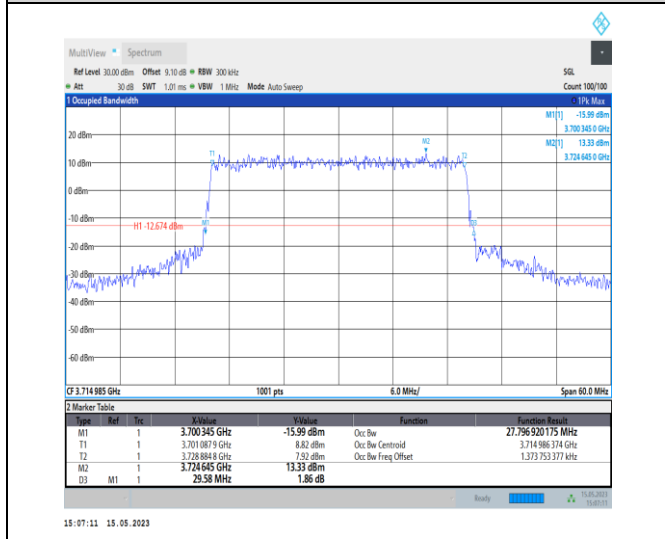 MultiView Spectrum
Ref Level 30.00 dBm Offset 9.10 dB RBW 300 kHz SGL
Att 30 dB SWT 1.01 ms VBW 1 MHz Mode Auto Sweep Count 100/100
1 Occupied Bandwidth 1Pk Max
M1[1] -15.99 dBm
3.700 345 0 GHz
M2[1] 13.33 dBm
3.724 645 0 GHz
20 dBm
M2
T1
T2
10 dBm
0 dBm
-10 dBm
H1 -12.674 dBm
M1
D3
-20 dBm
-30 dBm
-40 dBm
-50 dBm
-60 dBm
CF 3.714 985 GHz 1001 pts 6.0 MHz/ Span 60.0 MHz
2 Marker Table
Type Ref Trc X-Value Y-Value Function Function Result
M1 1 3.700345 GHz -15.99 dBm Occ Bw 27.796 920 175 MHz
T1 1 3.701 087 9 GHz 8.82 dBm Occ Bw Centroid 3.714 986 374 GHz
T2 1 3.728 884 8 GHz 7.92 dBm Occ Bw Freq Offset 1.373 753 377 kHz
M2 1 3.724645 GHz 13.33 dBm
D3 M1 1 29.58 MHz 1.86 dB
Ready 15.05.2023
15:07:11
15:07:11 15.05.2023